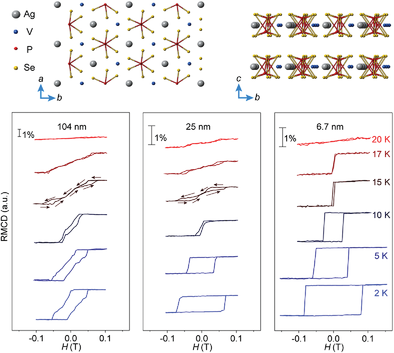 Ag
V
P
Se
a
b
c
b
1%
104 nm
1%
25 nm
1%
6.7 nm
20 K
17 K
15 K
10 K
5 K
2 K
RMCD (a.u.)
-0.1 0.0 0.1
-0.1 0.0 0.1
-0.1 0.0 0.1
H (T)
H (T)
H (T)